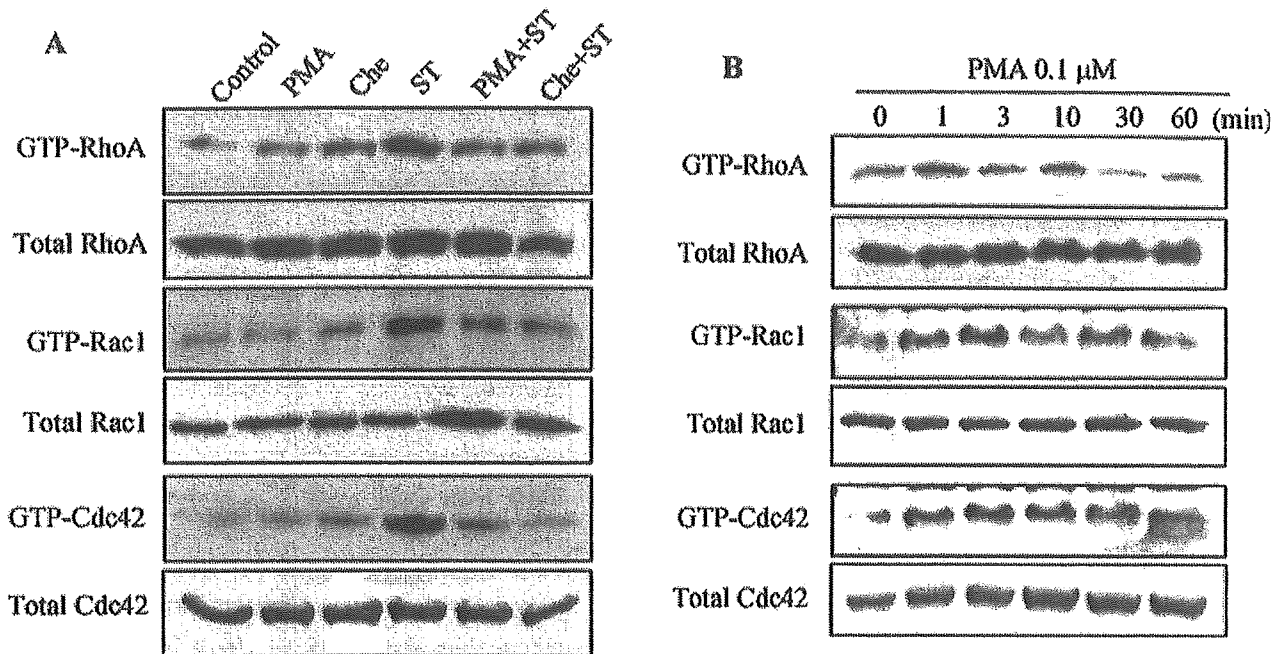 A
Control PMA Che ST PMA+ST Che+ST
GTP-RhoA
Total RhoA
GTP-Rac1
Total Rac1
GTP-Cdc42
Total Cdc42
B
PMA 0.1 μM
0 1 3 10 30 60 (min)
GTP-RhoA
Total RhoA
GTP-Rac1
Total Rac1
GTP-Cdc42
Total Cdc42